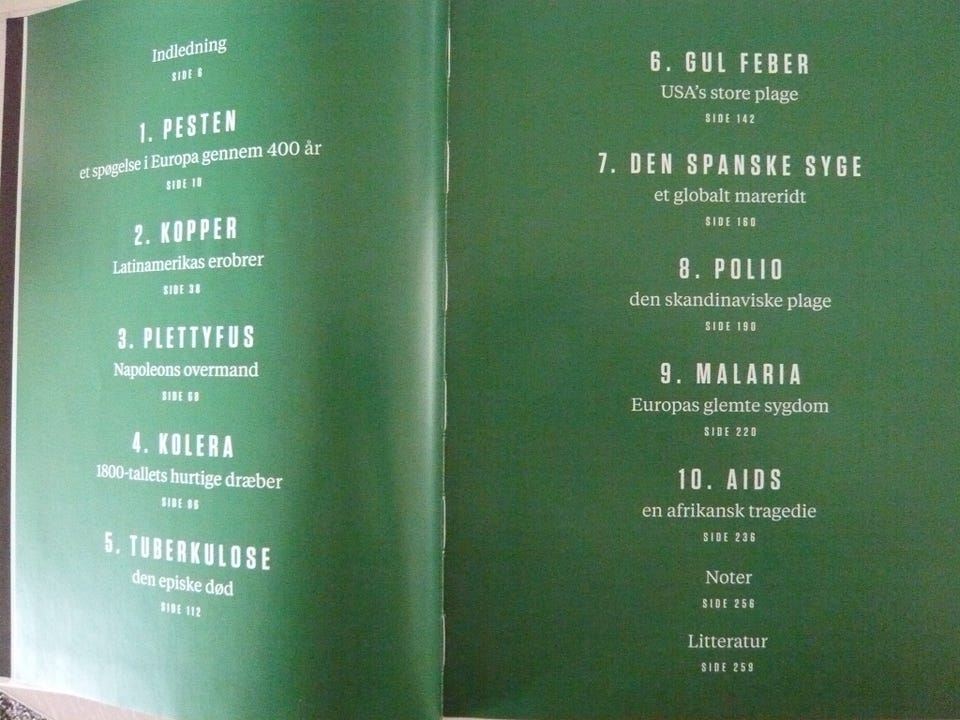 Indledning
SIDE 6
1. PESTEN
et spøgelse i Europa gennem 400 år
SIDE 10
2. KOPPER
Latinamerikas erobrer
SIDE 38
3. PLETTYFUS
Napoleons overmand
SIDE 68
4. KOLERA
1800-tallets hurtige dræber
SIDE 86
5. TUBERKULOSE
den episke død
SIDE 112
6. GUL FEBER
USA's store plage
SIDE 142
7. DEN SPANSKE SYGE
et globalt mareridt
SIDE 160
8. POLIO
den skandinaviske plage
SIDE 190
9. MALARIA
Europas glemte sygdom
SIDE 220
10. AIDS
en afrikansk tragedie
SIDE 236
Noter
SIDE 256
Litteratur
SIDE 259